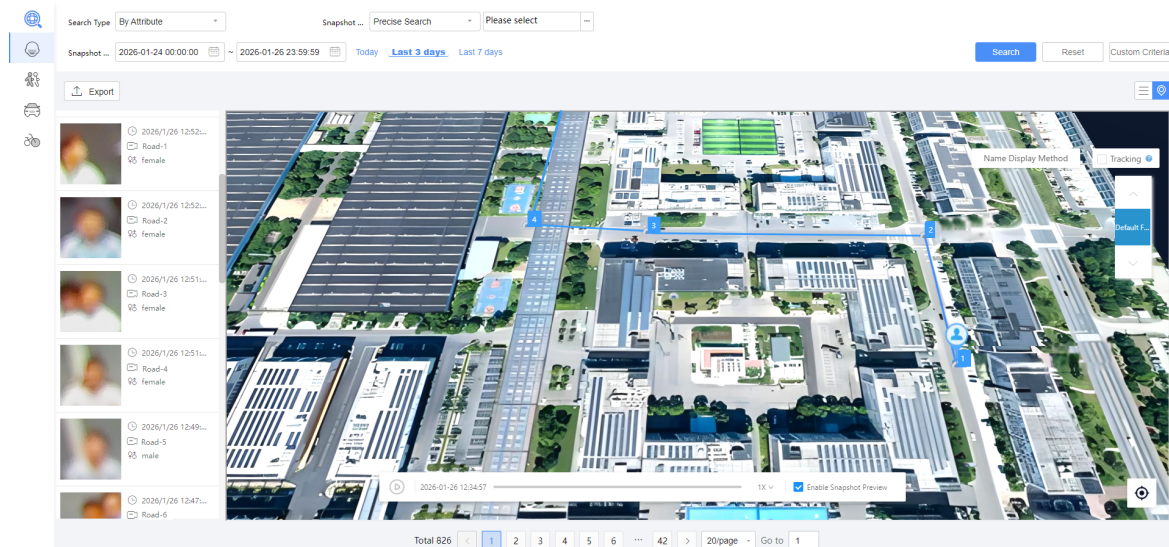 Search Type By Attribute Snapshot ... Precise Search Please select
Snapshot ... 2026-01-24 00:00:00 ~ 2026-01-26 23:59:59 Today Last 3 days Last 7 days Search Reset Custom Criteria
Export
2026/1/26 12:52:...
Road-1
female
2026/1/26 12:52:...
Road-2
female
2026/1/26 12:51:...
Road-3
female
2026/1/26 12:51:...
Road-4
female
2026/1/26 12:49:...
Road-5
male
2026/1/26 12:47:...
Road-6
Name Display Method Tracking
Default F...
4
3
2
1
2026-01-26 12:34:57 1X Enable Snapshot Preview
Total 826 < 1 2 3 4 5 6 ... 42 > 20/page Go to 1